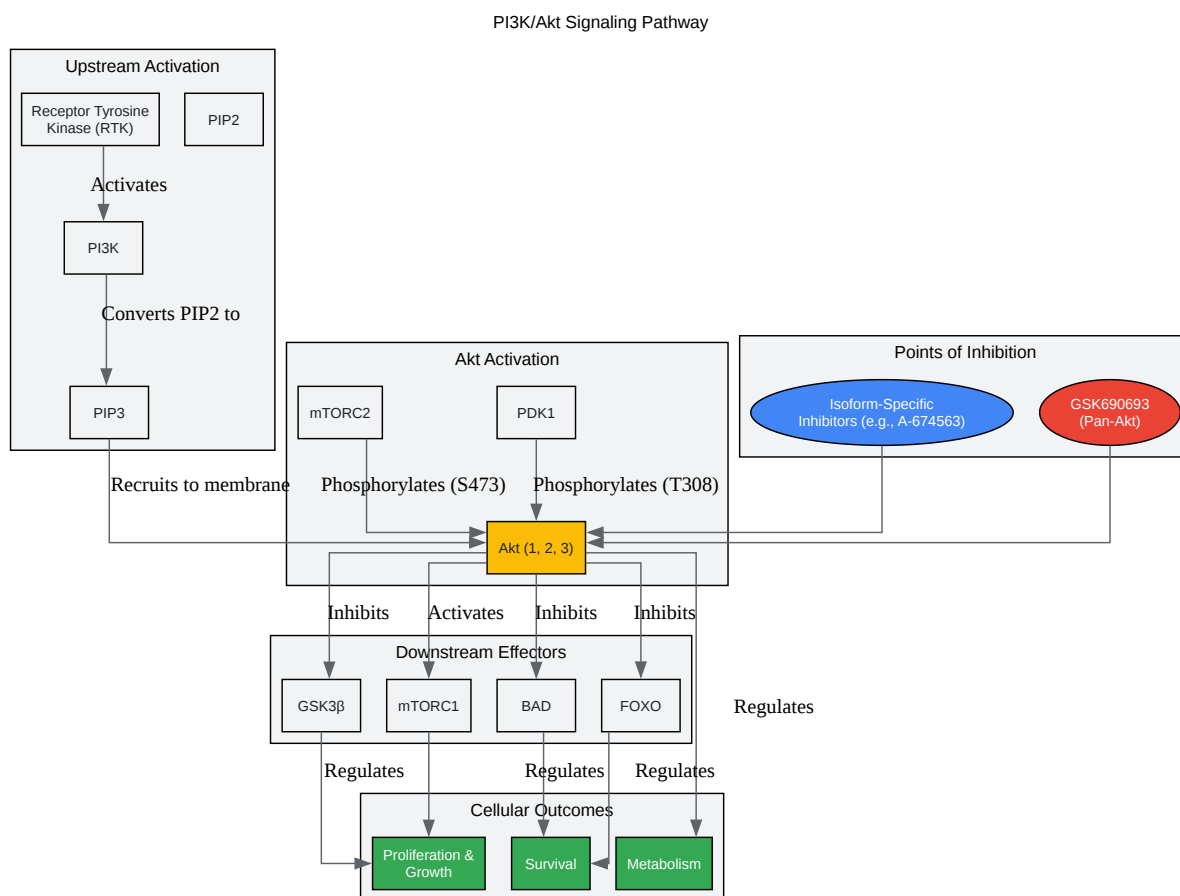 PI3K/Akt Signaling Pathway
Upstream Activation
Receptor Tyrosine
Kinase (RTK)
PIP2
Activates
PI3K
Converts PIP2 to
PIP3
Recruits to membrane
Akt Activation
mTORC2
PDK1
Phosphorylates (S473)
Phosphorylates (T308)
Akt (1, 2, 3)
Points of Inhibition
Isoform-Specific
Inhibitors (e.g., A-674563)
GSK690693
(Pan-Akt)
Inhibits
Activates
Inhibits
Inhibits
Downstream Effectors
GSK3β
mTORC1
BAD
FOXO
Regulates
Regulates
Regulates
Regulates
Cellular Outcomes
Proliferation &
Growth
Survival
Metabolism